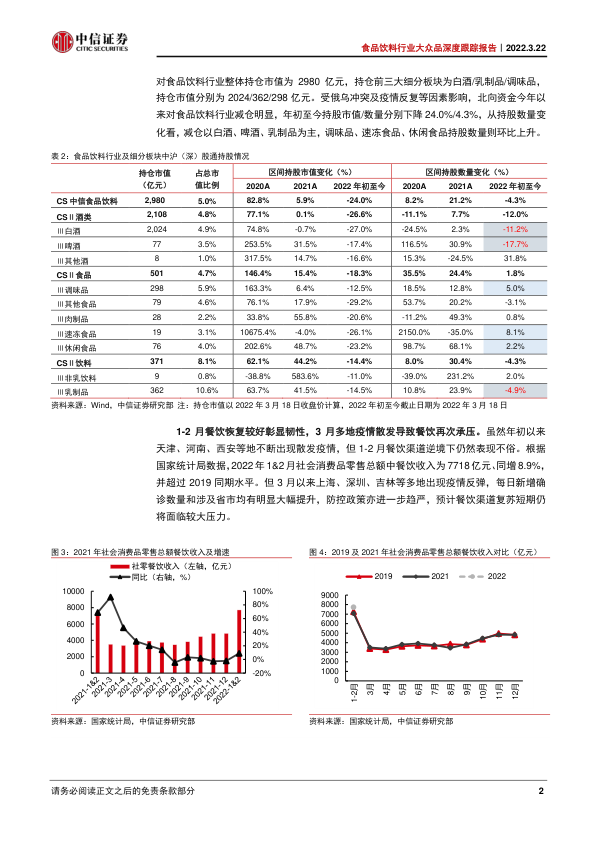 中信证券
CITIC SECURITIES
食品饮料行业大众品深度跟踪报告｜2022.3.22
对食品饮料行业整体持仓市值为 2980 亿元，持仓前三大细分板块为白酒/乳制品/调味品，
持仓市值分别为 2024/362/298 亿元。受俄乌冲突及疫情反复等因素影响，北向资金今年以
来对食品饮料行业减仓明显，年初至今持股市值/数量分别下降 24.0%/4.3%，从持股数量变
化看，减仓以白酒、啤酒、乳制品为主，调味品、速冻食品、休闲食品持股数量则环比上升。
表 2：食品饮料行业及细分板块中沪（深）股通持股情况
持仓市值 占总市 区间持股市值变化（%） 区间持股数量变化（%）
（亿元） 值比例 2020A 2021A 2022 年初至今 2020A 2021A 2022 年初至今
CS 中信食品饮料 2,980 5.0% 82.8% 5.9% -24.0% 8.2% 21.2% -4.3%
CSⅡ酒类 2,108 4.8% 77.1% 0.1% -26.6% -11.1% 7.7% -12.0%
Ⅲ白酒 2,024 4.9% 74.8% -0.7% -27.0% -24.5% 2.3% -11.2%
Ⅲ啤酒 77 3.5% 253.5% 31.5% -17.4% 116.5% 30.9% -17.7%
Ⅲ其他酒 8 1.0% 317.5% 14.7% -16.6% 15.3% -24.5% 31.8%
CSⅡ食品 501 4.7% 146.4% 15.4% -18.3% 35.5% 24.4% 1.8%
Ⅲ调味品 298 5.9% 163.3% 6.4% -12.5% 18.5% 12.8% 5.0%
Ⅲ其他食品 79 4.6% 76.1% 17.9% -29.2% 53.7% 20.2% -3.1%
Ⅲ肉制品 28 2.2% 33.8% 55.8% -20.6% -11.2% 49.3% 0.8%
Ⅲ速冻食品 19 3.1% 10675.4% -4.0% -26.1% 2150.0% -35.0% 8.1%
Ⅲ休闲食品 76 4.0% 202.6% 48.7% -23.2% 98.7% 68.1% 2.2%
CSⅡ饮料 371 8.1% 62.1% 44.2% -14.4% 8.0% 30.4% -4.3%
Ⅲ非乳饮料 9 0.8% -38.8% 583.6% -11.0% -39.0% 231.2% 2.0%
Ⅲ乳制品 362 10.6% 63.7% 41.5% -14.5% 10.8% 23.9% -4.9%
资料来源：Wind，中信证券研究部 注：持仓市值以 2022 年 3 月 18 日收盘价计算，2022 年初至今截止日期为 2022 年 3 月 18 日
1-2 月餐饮恢复较好彰显韧性，3 月多地疫情散发导致餐饮再次承压。虽然年初以来
天津、河南、西安等地不断出现散发疫情，但 1-2 月餐饮渠道逆境下仍然表现不俗。根据
国家统计局数据，2022 年 1&2 月社会消费品零售总额中餐饮收入为 7718 亿元、同增 8.9%，
并超过 2019 同期水平。但 3 月以来上海、深圳、吉林等多地出现疫情反弹，每日新增确
诊数量和涉及省市均有明显大幅提升，防控政策亦进一步趋严，预计餐饮渠道复苏短期仍
将面临较大压力。
图 3：2021 年社会消费品零售总额餐饮收入及增速
社零餐饮收入（左轴，亿元）
同比（右轴，%）
10000 100%
8000 80%
6000 60%
4000 40%
2000 20%
0 0%
-20%
2021-1&2 2021-3 2021-4 2021-5 2021-6 2021-7 2021-8 2021-9 2021-10 2021-11 2021-12 2022-1&2
资料来源：国家统计局，中信证券研究部
图 4：2019 及 2021 年社会消费品零售总额餐饮收入对比（亿元）
2019 2021 2022
9000
8000
7000
6000
5000
4000
3000
2000
1000
0
1-2月 3月 4月 5月 6月 7月 8月 9月 10月 11月 12月
资料来源：国家统计局，中信证券研究部
请务必阅读正文之后的免责条款部分
2